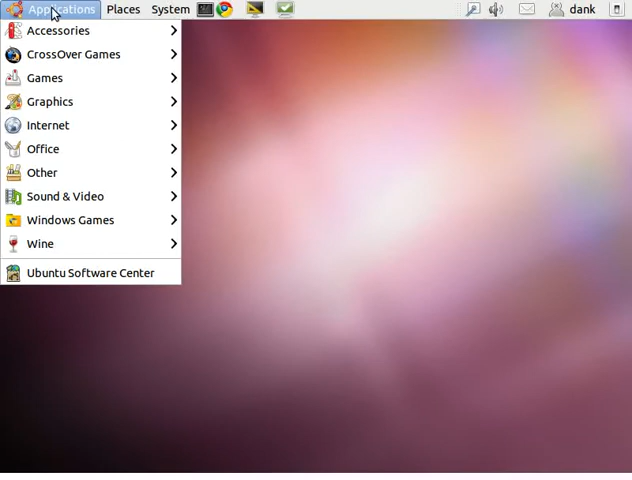 Applications Places System dank
Accessories
CrossOver Games
Games
Graphics
Internet
Office
Other
Sound & Video
Windows Games
Wine
Ubuntu Software Center